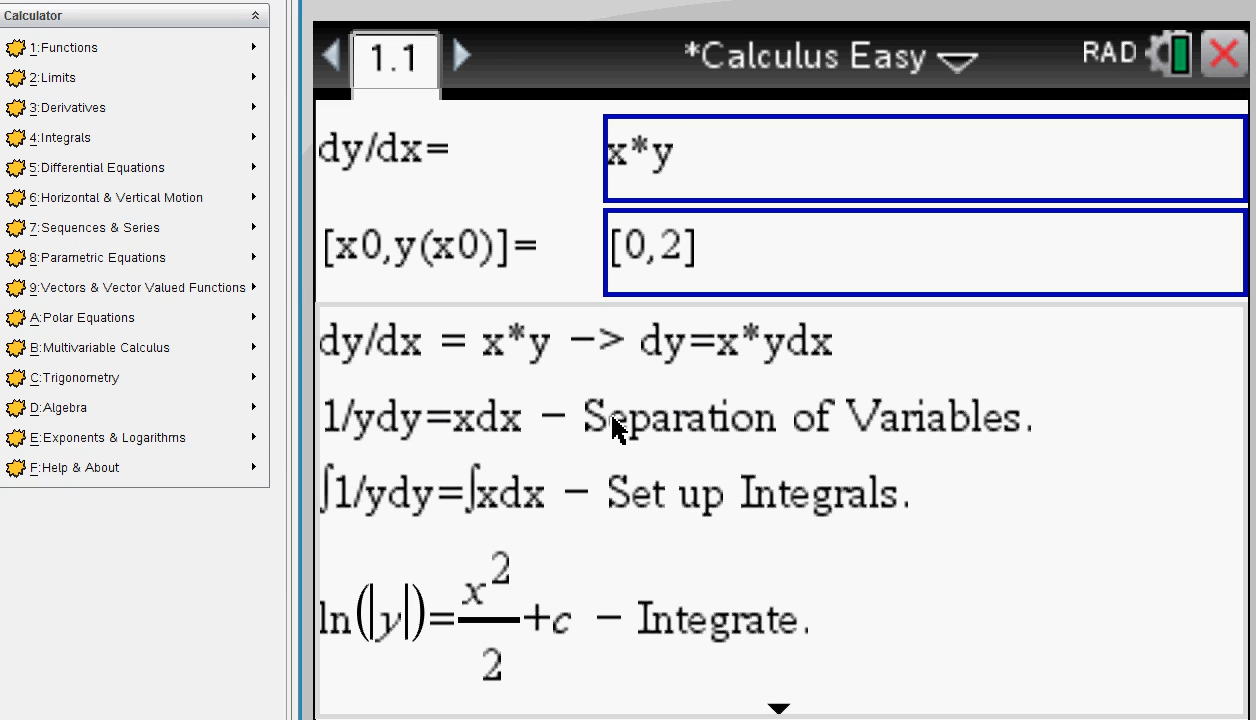 Calculator
1:Functions
2:Limits
3:Derivatives
4:Integrals
5:Differential Equations
6:Horizontal & Vertical Motion
7:Sequences & Series
8:Parametric Equations
9:Vectors & Vector Valued Functions
A:Polar Equations
B:Multivariable Calculus
C:Trigonometry
D:Algebra
E:Exponents & Logarithms
F:Help & About
1.1
*Calculus Easy
RAD
dy/dx= x*y
[x0,y(x0)]= [0,2]
dy/dx = x*y −> dy=x*ydx
1/ydy=xdx − Separation of Variables.
∫1/ydy=∫xdx − Set up Integrals.
ln(|y|)=x²/2+c − Integrate.